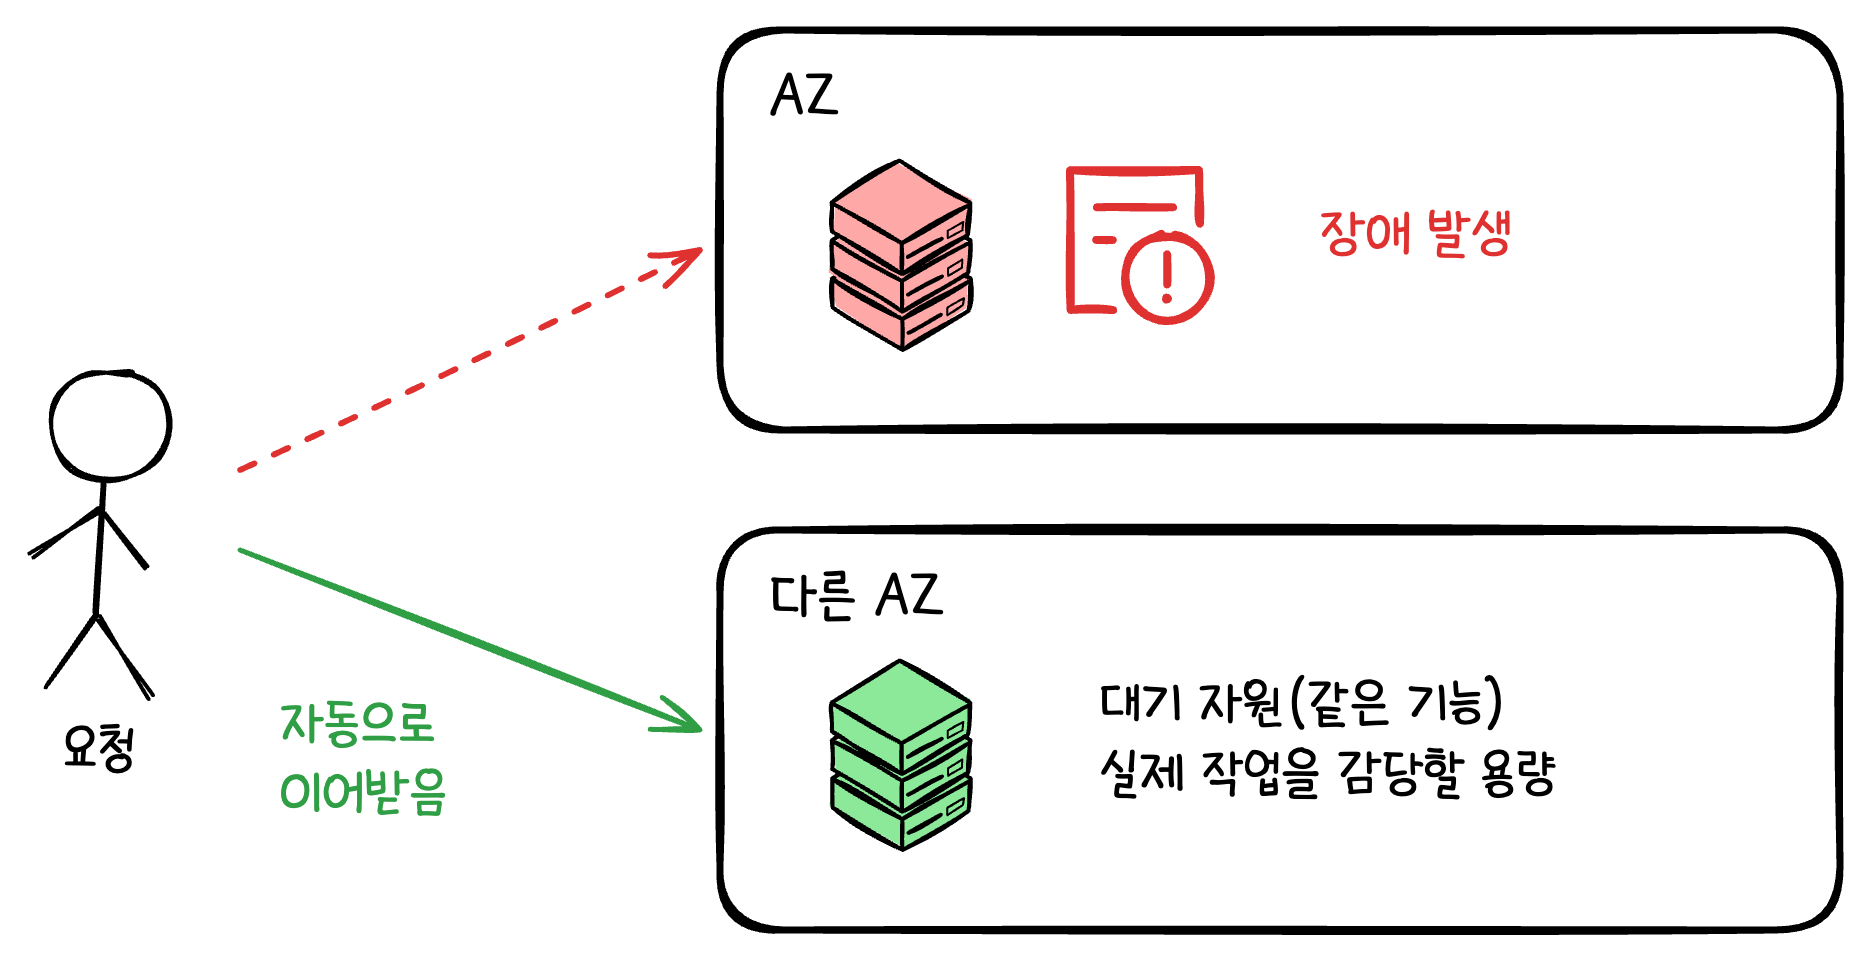 AZ
장애 발생
요청
자동으로
이어받음
다른 AZ
대기 자원(같은 기능)
실제 작업을 감당할 용량